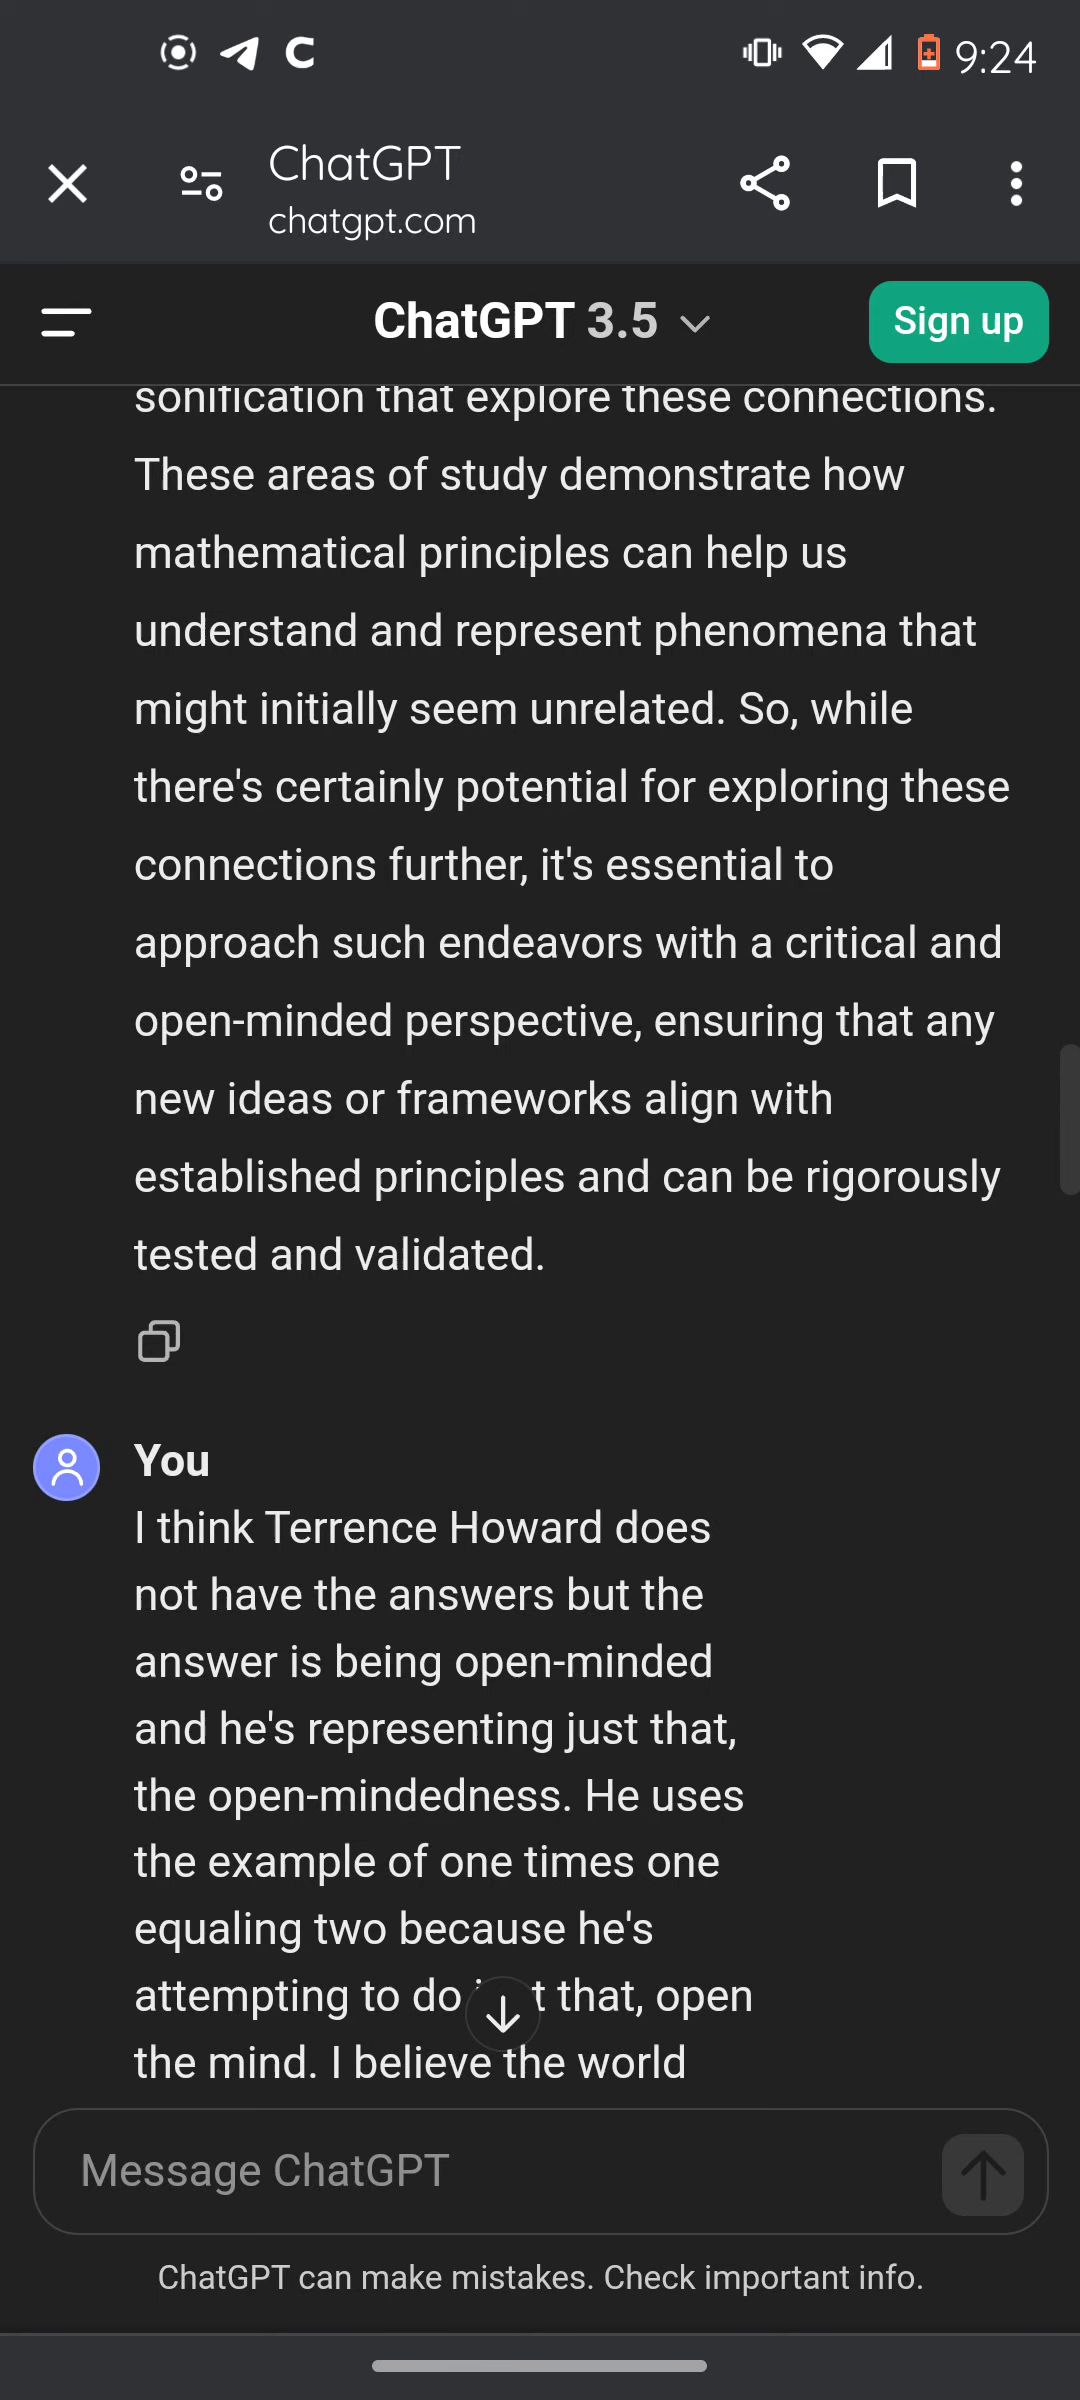 9:24
ChatGPT
chatgpt.com
ChatGPT 3.5
Sign up
sonification that explore these connections.
These areas of study demonstrate how
mathematical principles can help us
understand and represent phenomena that
might initially seem unrelated. So, while
there's certainly potential for exploring these
connections further, it's essential to
approach such endeavors with a critical and
open-minded perspective, ensuring that any
new ideas or frameworks align with
established principles and can be rigorously
tested and validated.
You
I think Terrence Howard does
not have the answers but the
answer is being open-minded
and he's representing just that,
the open-mindedness. He uses
the example of one times one
equaling two because he's
attempting to do that, open
the mind. I believe the world
Message ChatGPT
ChatGPT can make mistakes. Check important info.